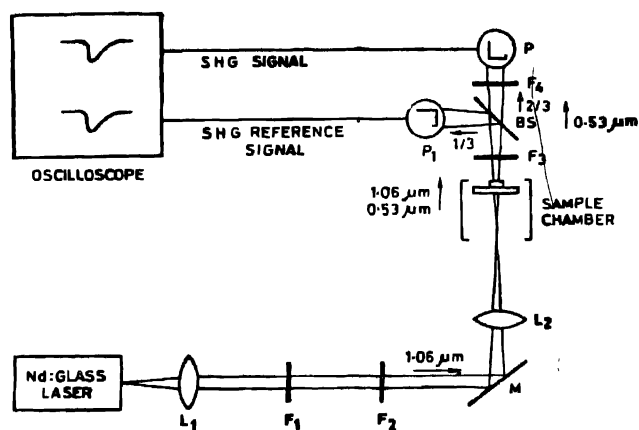 P
SHG SIGNAL
F4
2/3
BS
0.53 μm
SHG REFERENCE
SIGNAL
P1
1/3
F3
OSCILLOSCOPE
1.06 μm
0.53 μm
SAMPLE
CHAMBER
L2
1.06 μm
Nd:GLASS
LASER
M
L1
F1
F2